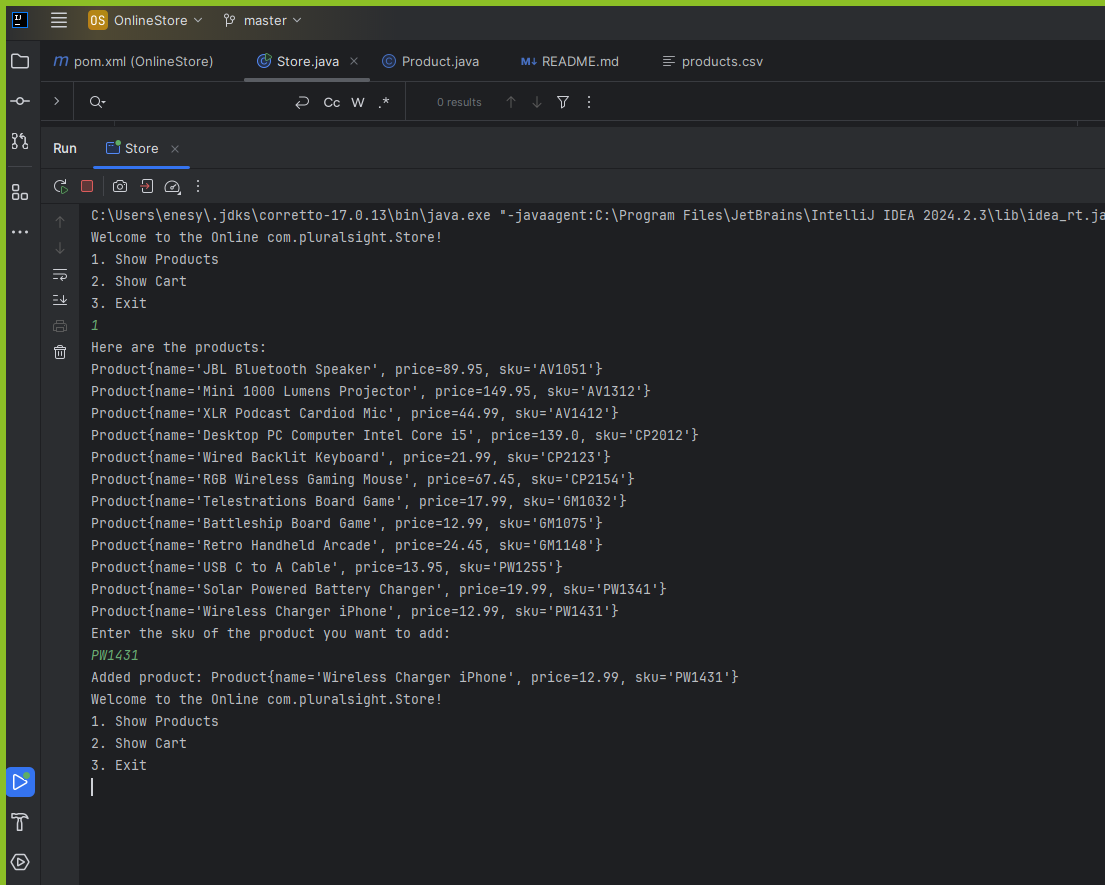 OS OnlineStore master
m pom.xml (OnlineStore) Store.java Product.java M↓ README.md products.csv
Cc W .* 0 results
Run Store
C:\Users\enesy\.jdks\corretto-17.0.13\bin\java.exe "-javaagent:C:\Program Files\JetBrains\IntelliJ IDEA 2024.2.3\lib\idea_rt.ja
Welcome to the Online com.pluralsight.Store!
1. Show Products
2. Show Cart
3. Exit
1
Here are the products:
Product{name='JBL Bluetooth Speaker', price=89.95, sku='AV1051'}
Product{name='Mini 1000 Lumens Projector', price=149.95, sku='AV1312'}
Product{name='XLR Podcast Cardiod Mic', price=44.99, sku='AV1412'}
Product{name='Desktop PC Computer Intel Core i5', price=139.0, sku='CP2012'}
Product{name='Wired Backlit Keyboard', price=21.99, sku='CP2123'}
Product{name='RGB Wireless Gaming Mouse', price=67.45, sku='CP2154'}
Product{name='Telestrations Board Game', price=17.99, sku='GM1032'}
Product{name='Battleship Board Game', price=12.99, sku='GM1075'}
Product{name='Retro Handheld Arcade', price=24.45, sku='GM1148'}
Product{name='USB C to A Cable', price=13.95, sku='PW1255'}
Product{name='Solar Powered Battery Charger', price=19.99, sku='PW1341'}
Product{name='Wireless Charger iPhone', price=12.99, sku='PW1431'}
Enter the sku of the product you want to add:
PW1431
Added product: Product{name='Wireless Charger iPhone', price=12.99, sku='PW1431'}
Welcome to the Online com.pluralsight.Store!
1. Show Products
2. Show Cart
3. Exit